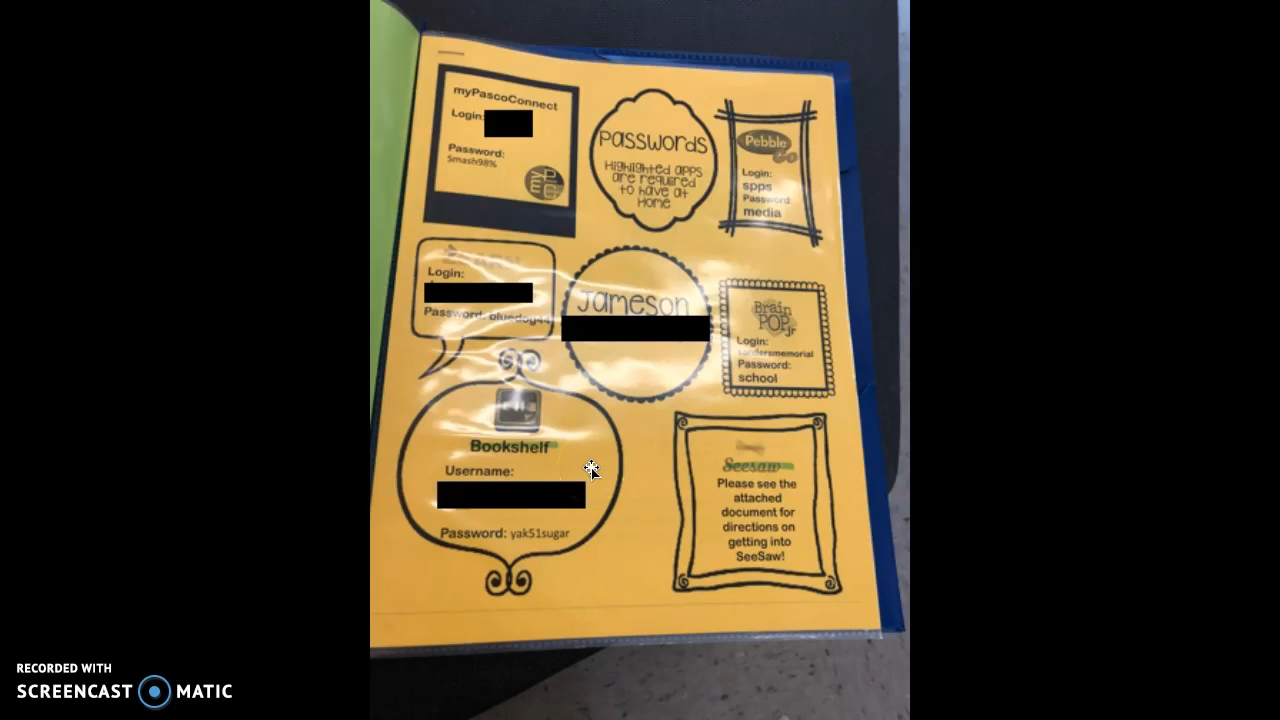 myPascoConnect
Login:
Password:
Smash98%
Passwords
Highlighted apps
are required
to have at
Home
Pebble
Go
Login:
spps
Password:
media
Login:
Password: bluedog44
Jameson
Brain
POP Jr
Login:
sandersmemorial
Password:
school
Bookshelf
Username:
Password: yak51sugar
Seesaw
Please see the
attached
document for
directions on
getting into
SeeSaw!
RECORDED WITH
SCREENCAST MATIC